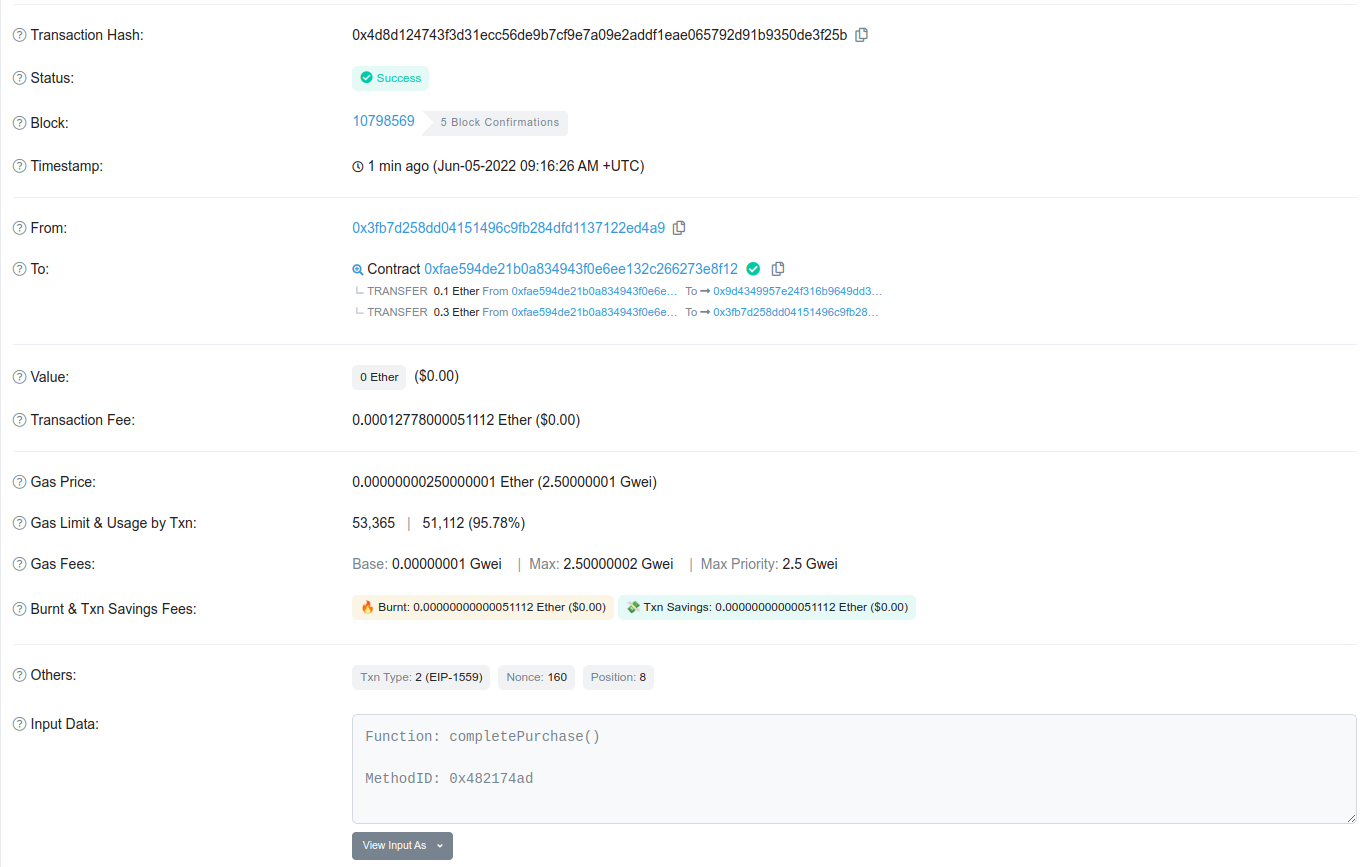 Transaction Hash: 0x4d8d124743f3d31ecc56de9b7cf9e7a09e2addf1eae065792d91b9350de3f25b
Status: Success
Block: 10798569 5 Block Confirmations
Timestamp: 1 min ago (Jun-05-2022 09:16:26 AM +UTC)
From: 0x3fb7d258dd04151496c9fb284dfd1137122ed4a9
To: Contract 0xfae594de21b0a834943f0e6ee132c266273e8f12
TRANSFER 0.1 Ether From 0xfae594de21b0a834943f0e6e... To → 0x9d4349957e24f316b9649dd3...
TRANSFER 0.3 Ether From 0xfae594de21b0a834943f0e6e... To → 0x3fb7d258dd04151496c9fb28...
Value: 0 Ether ($0.00)
Transaction Fee: 0.00012778000051112 Ether ($0.00)
Gas Price: 0.00000000250000001 Ether (2.50000001 Gwei)
Gas Limit & Usage by Txn: 53,365 | 51,112 (95.78%)
Gas Fees: Base: 0.00000001 Gwei | Max: 2.50000002 Gwei | Max Priority: 2.5 Gwei
Burnt & Txn Savings Fees: 🔥 Burnt: 0.00000000000051112 Ether ($0.00) 💸 Txn Savings: 0.00000000000051112 Ether ($0.00)
Others: Txn Type: 2 (EIP-1559) Nonce: 160 Position: 8
Input Data: Function: completePurchase()
MethodID: 0x482174ad
View Input As